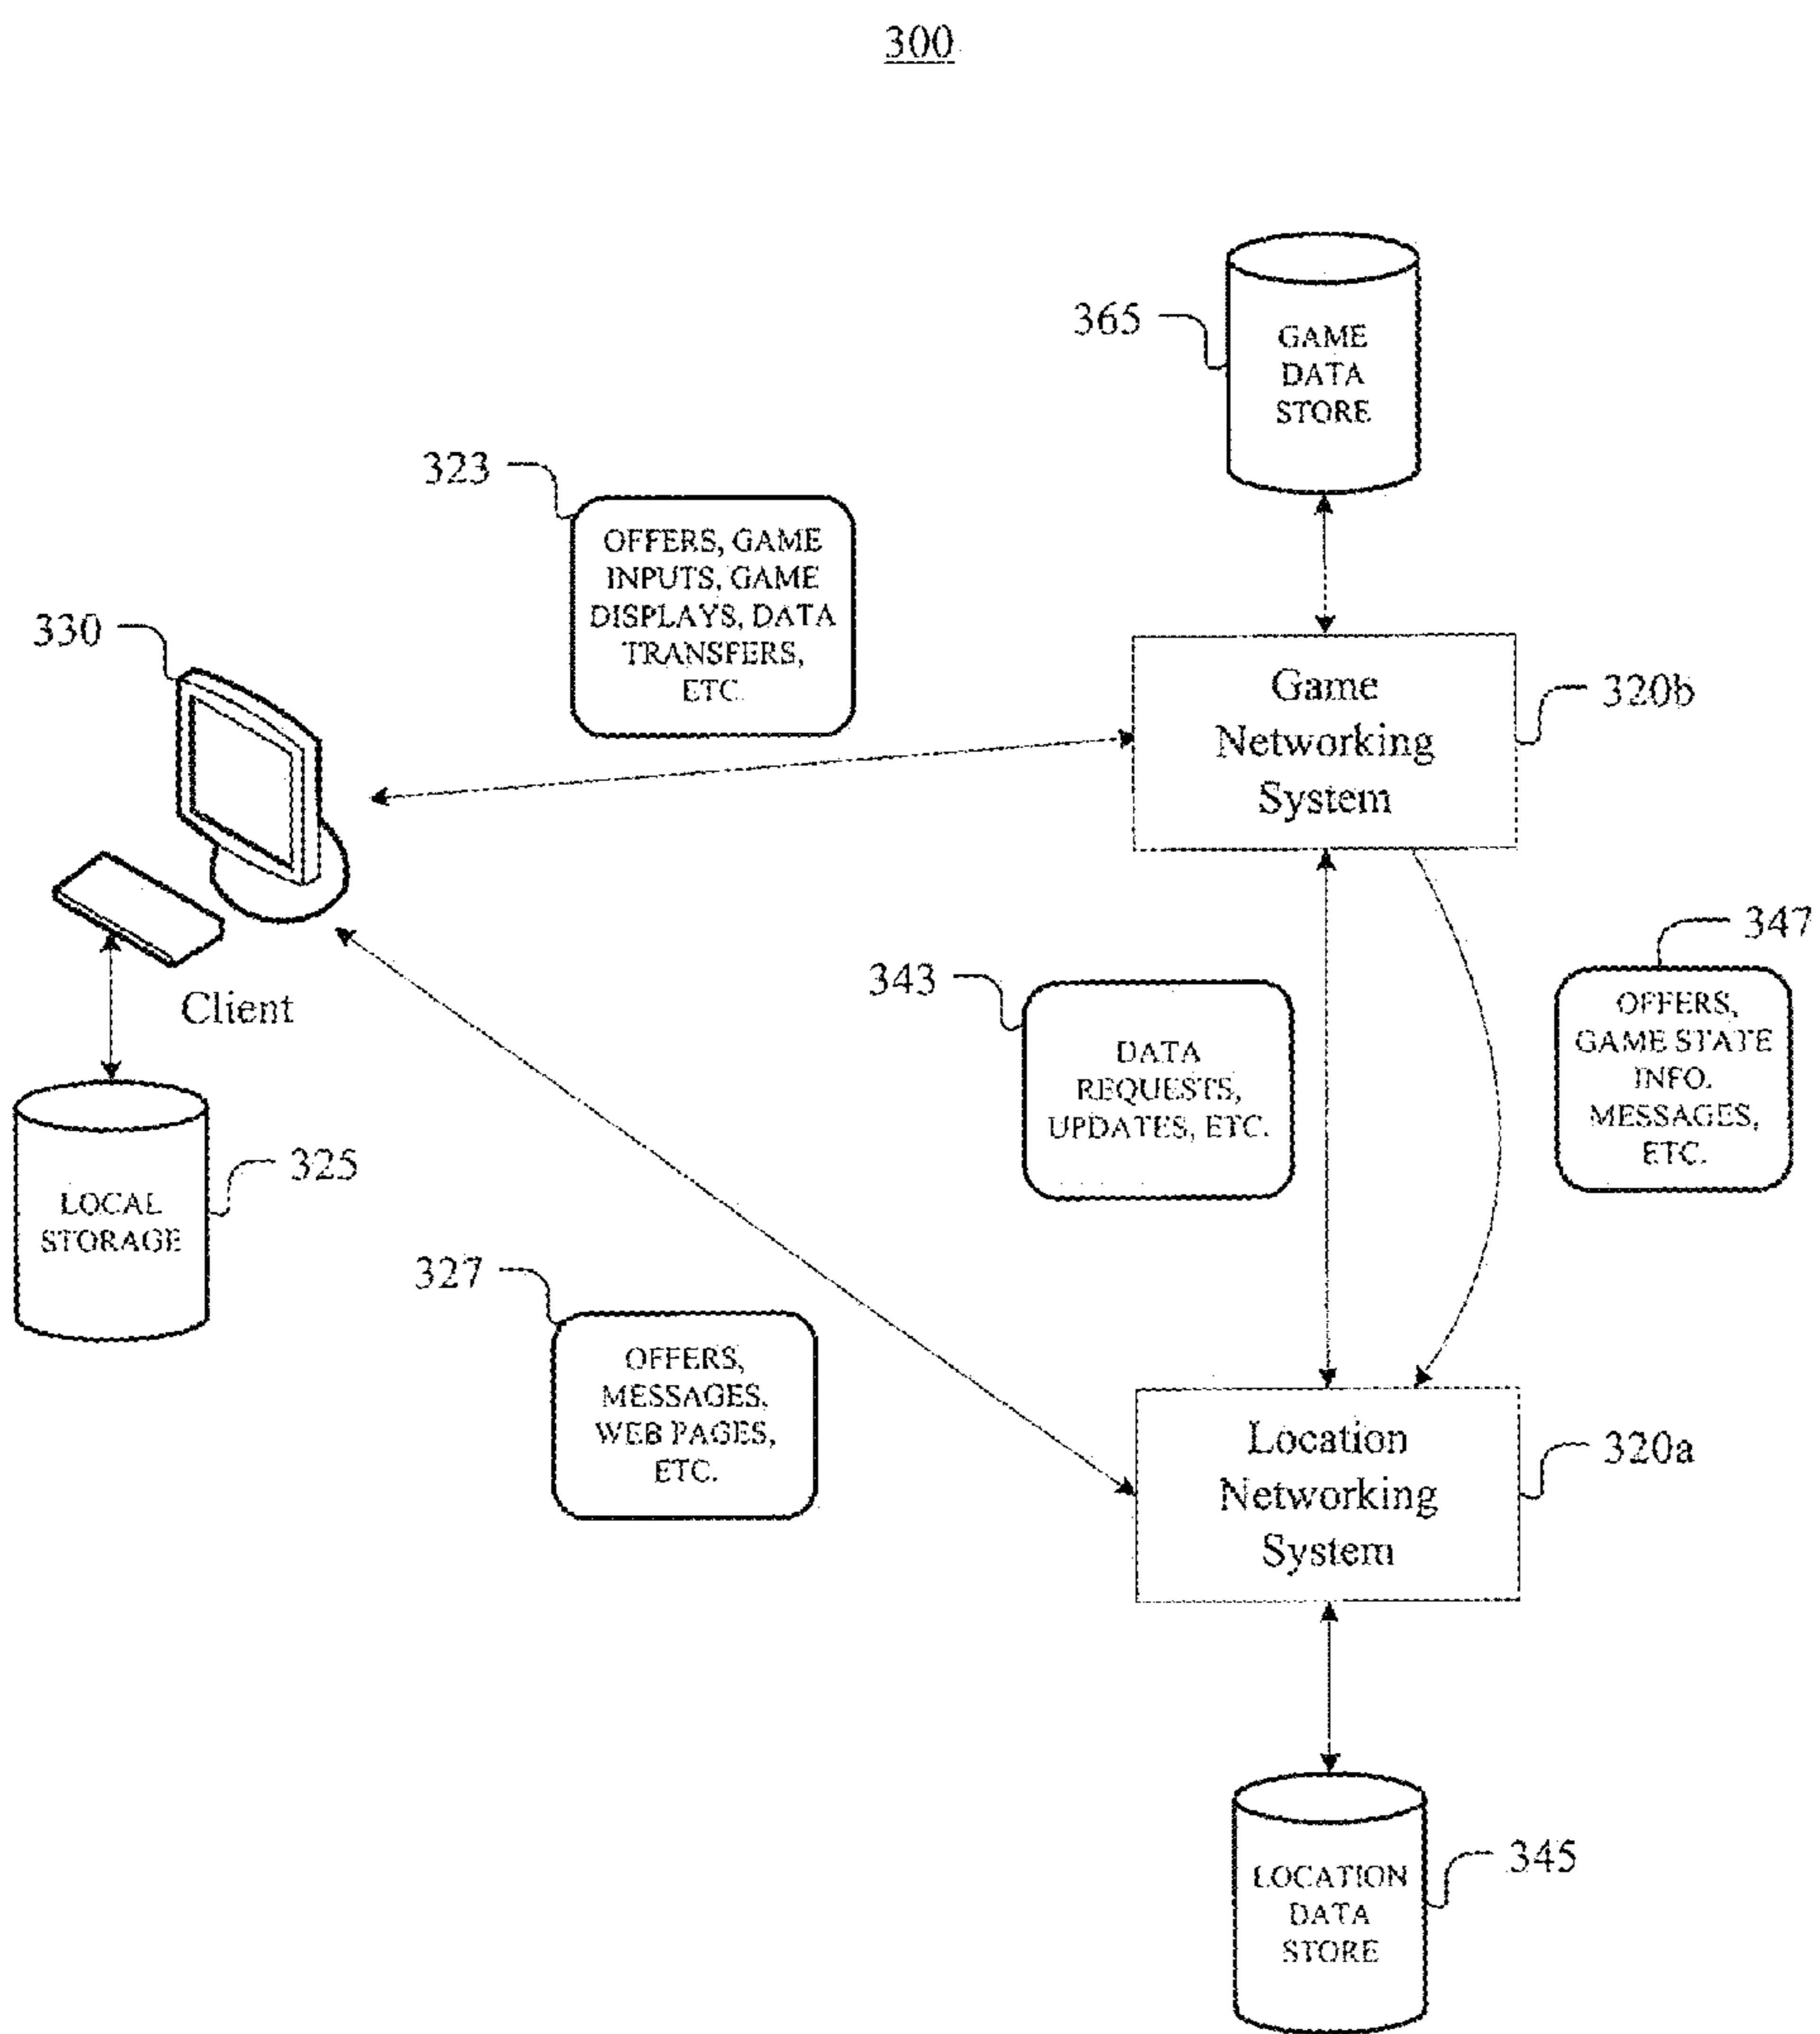 300
365
GAME
DATA
STORE
323
OFFERS, GAME
INPUTS, GAME
DISPLAYS, DATA
TRANSFERS,
ETC.
330
Game
Networking
System
320b
Client
343
DATA
REQUESTS,
UPDATES, ETC.
347
OFFERS,
GAME STATE
INFO.
MESSAGES,
ETC.
325
LOCAL
STORAGE
327
OFFERS,
MESSAGES,
WEB PAGES,
ETC.
Location
Networking
System
320a
345
LOCATION
DATA
STORE